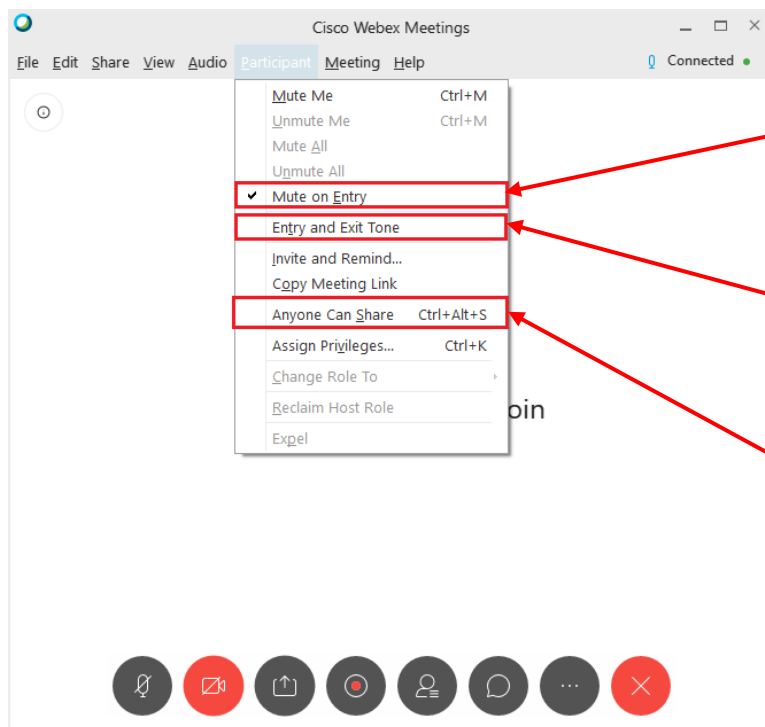 Cisco Webex Meetings
File Edit Share View Audio Participant Meeting Help Connected
Mute Me Ctrl+M
Unmute Me Ctrl+M
Mute All
Unmute All
Mute on Entry
Entry and Exit Tone
Invite and Remind...
Copy Meeting Link
Anyone Can Share Ctrl+Alt+S
Assign Privileges... Ctrl+K
Change Role To
Reclaim Host Role
oin
Expel